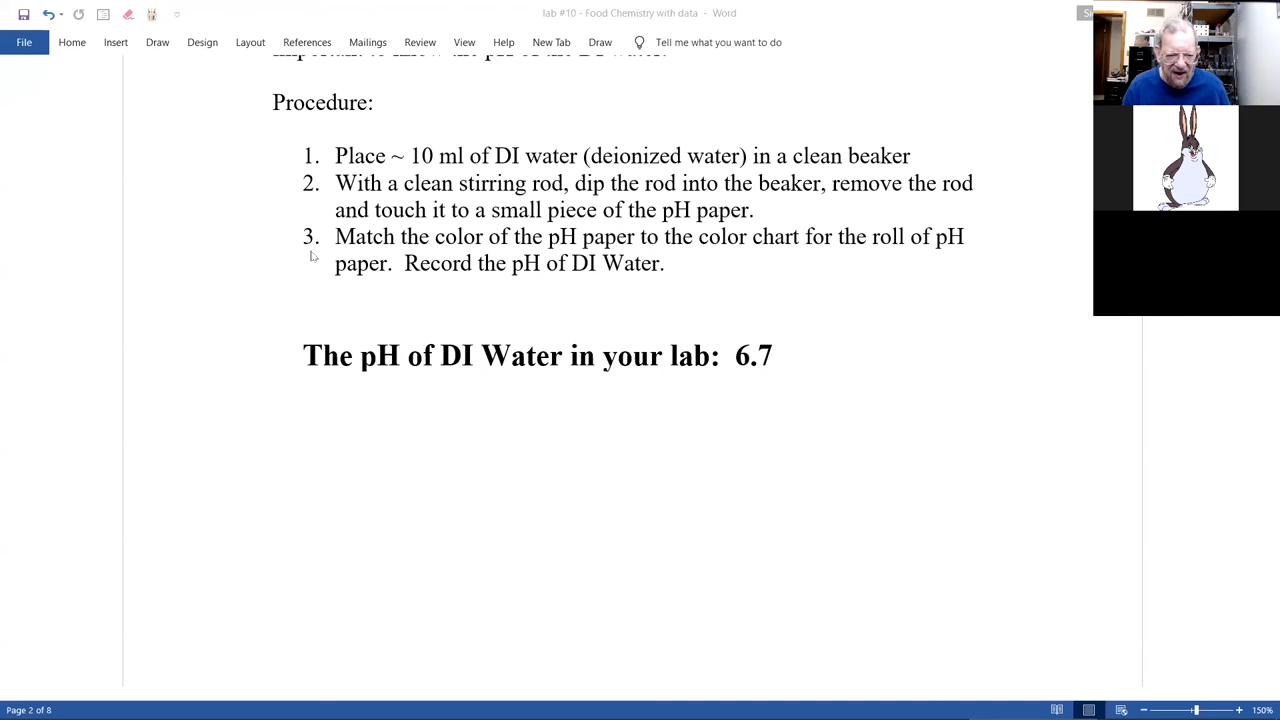 lab #10 - Food Chemistry with data - Word
File Home Insert Draw Design Layout References Mailings Review View Help New Tab Draw Tell me what you want to do
Procedure:
1. Place ~ 10 ml of DI water (deionized water) in a clean beaker
2. With a clean stirring rod, dip the rod into the beaker, remove the rod
and touch it to a small piece of the pH paper.
3. Match the color of the pH paper to the color chart for the roll of pH
paper. Record the pH of DI Water.
The pH of DI Water in your lab: 6.7
Page 2 of 8
150%